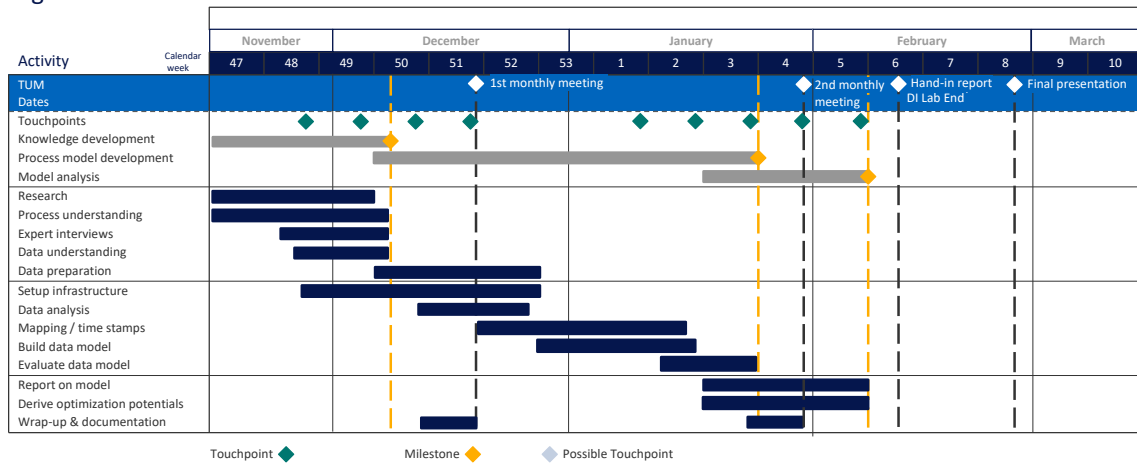 November December January February March
Activity Calendar week 47 48 49 50 51 52 53 1 2 3 4 5 6 7 8 9 10
TUM Dates
1st monthly meeting
2nd monthly meeting
Hand-in report
DI Lab End
Final presentation
Touchpoints
Knowledge development
Process model development
Model analysis
Research
Process understanding
Expert interviews
Data understanding
Data preparation
Setup infrastructure
Data analysis
Mapping / time stamps
Build data model
Evaluate data model
Report on model
Derive optimization potentials
Wrap-up & documentation
Touchpoint Milestone Possible Touchpoint